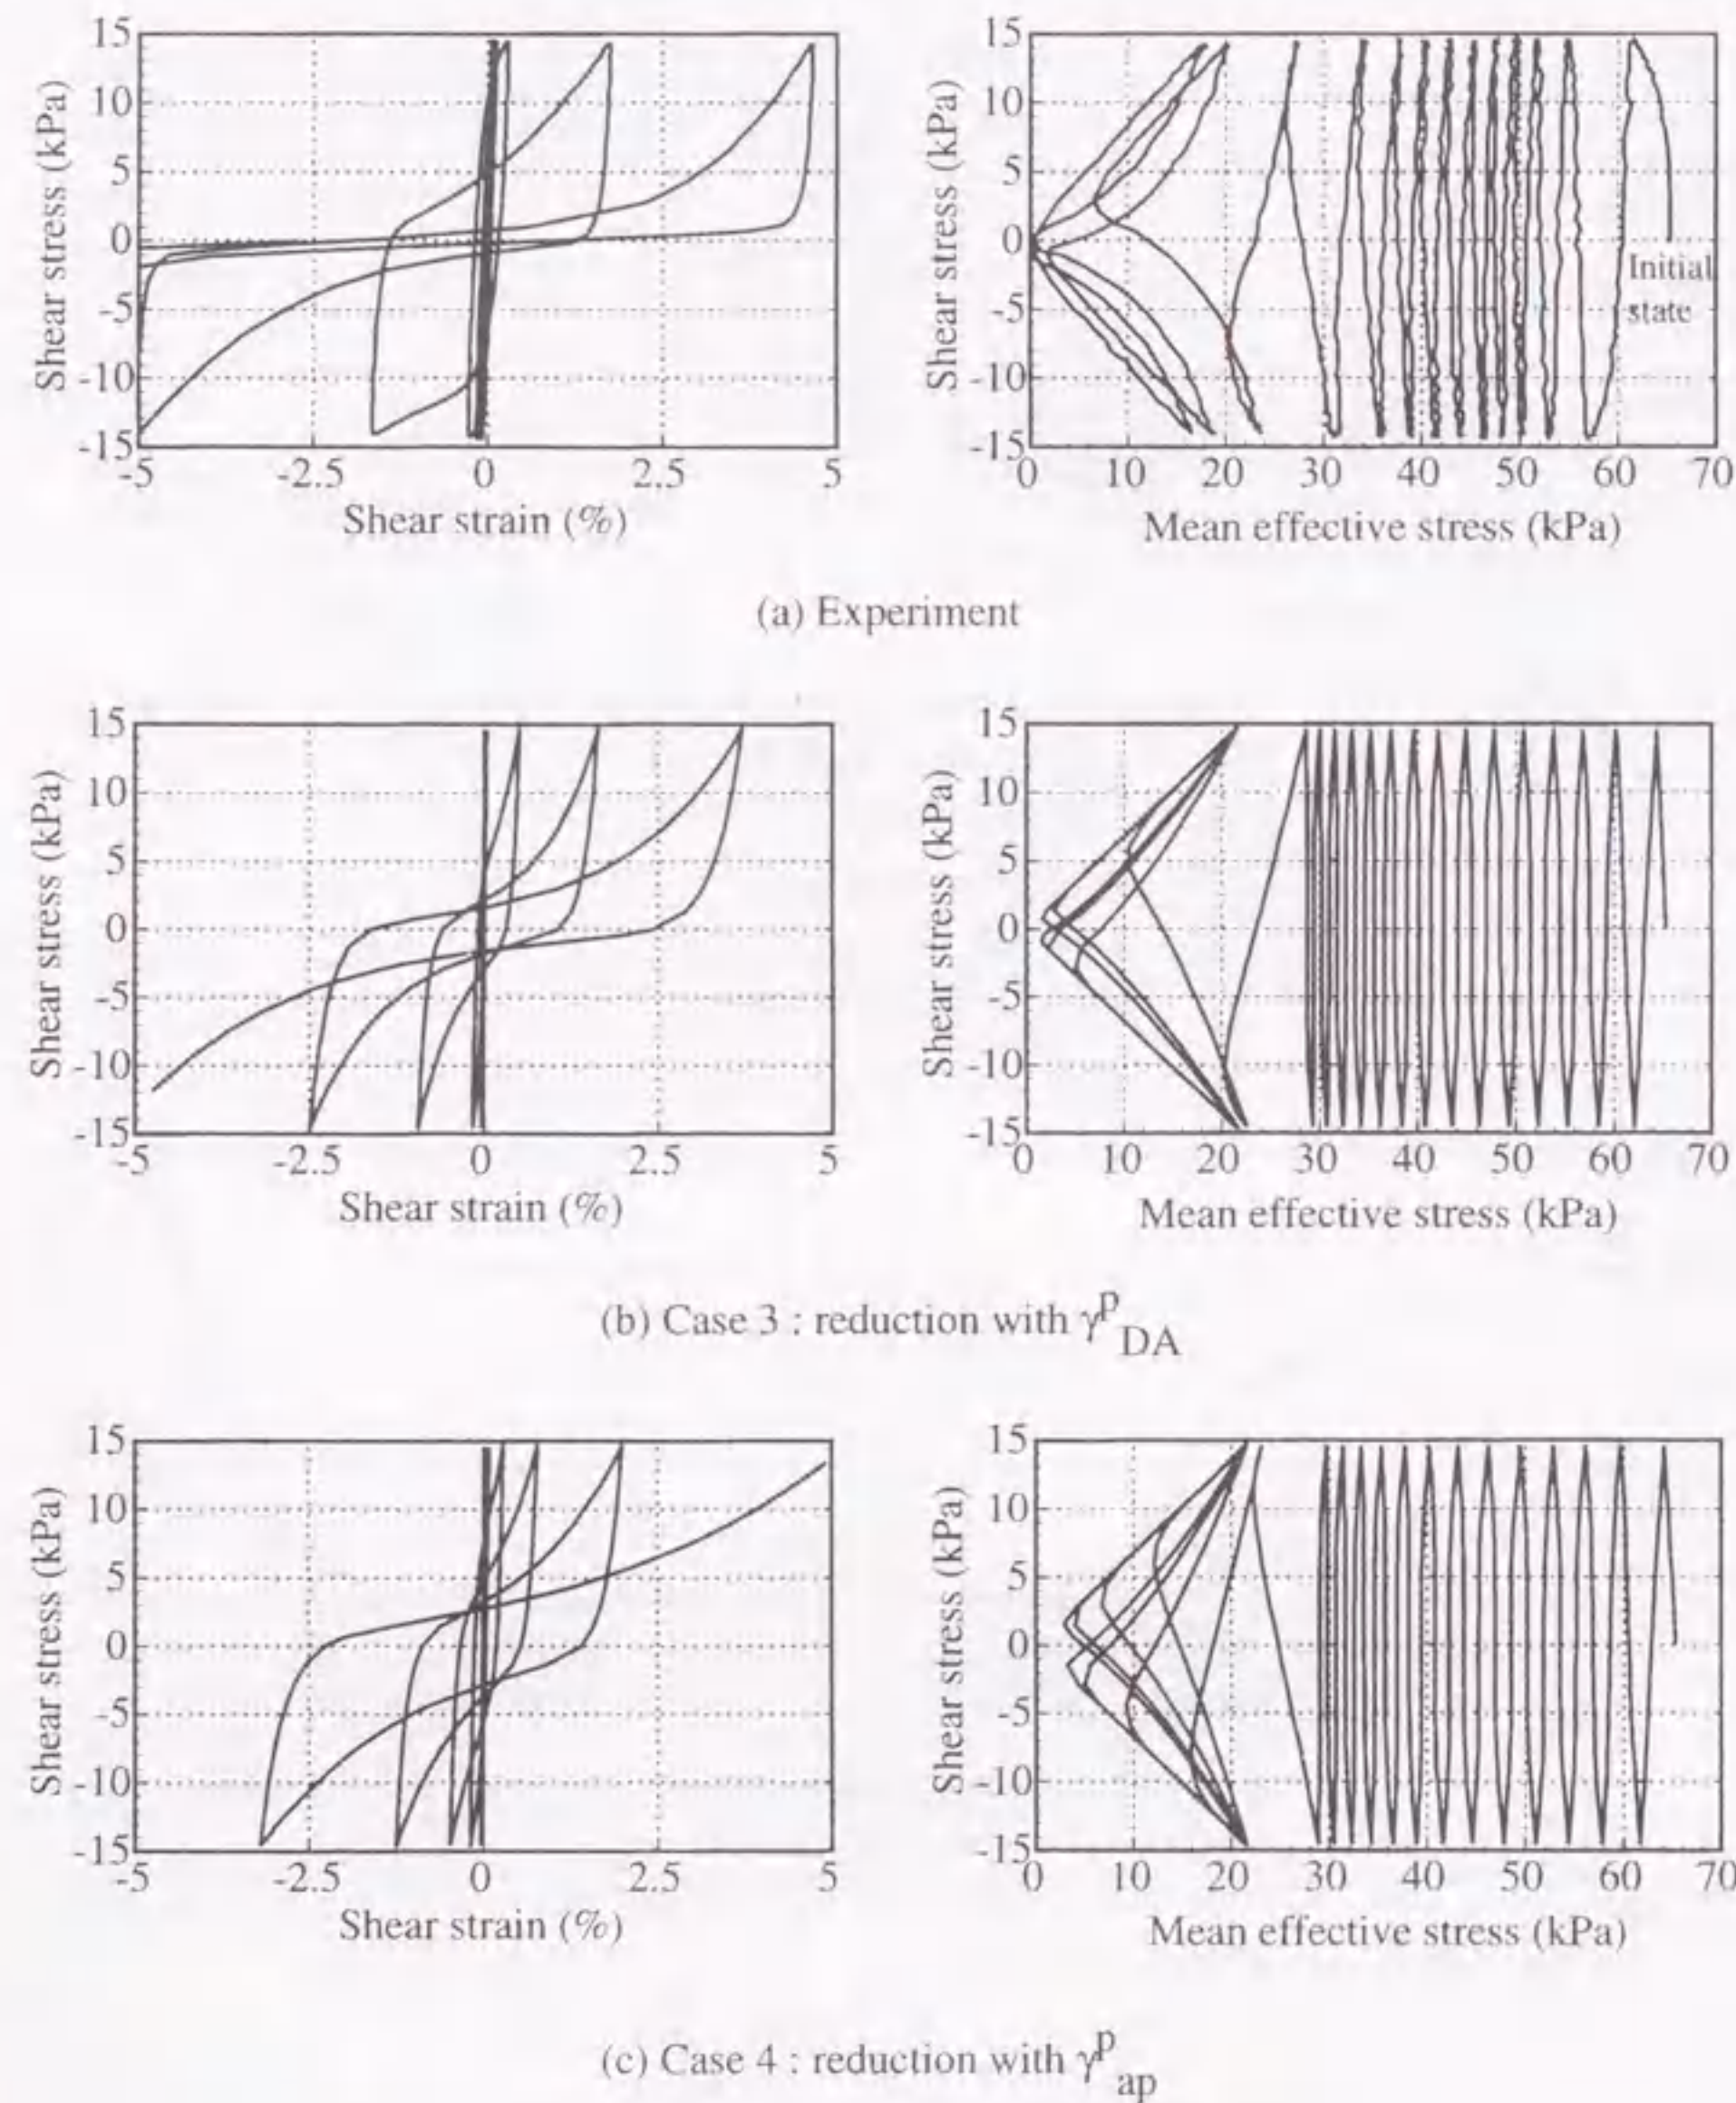 15
10
5
0
-5
-10
-15
Shear stress (kPa)
-5 -2.5 0 2.5 5
Shear strain (%)
15
10
5
0
-5
-10
-15
Shear stress (kPa)
Initial
state
0 10 20 30 40 50 60 70
Mean effective stress (kPa)
(a) Experiment
15
10
5
0
-5
-10
-15
Shear stress (kPa)
-5 -2.5 0 2.5 5
Shear strain (%)
15
10
5
0
-5
-10
-15
Shear stress (kPa)
0 10 20 30 40 50 60 70
Mean effective stress (kPa)
(b) Case 3 : reduction with γ^p_DA
15
10
5
0
-5
-10
-15
Shear stress (kPa)
-5 -2.5 0 2.5 5
Shear strain (%)
15
10
5
0
-5
-10
-15
Shear stress (kPa)
0 10 20 30 40 50 60 70
Mean effective stress (kPa)
(c) Case 4 : reduction with γ^p_ap